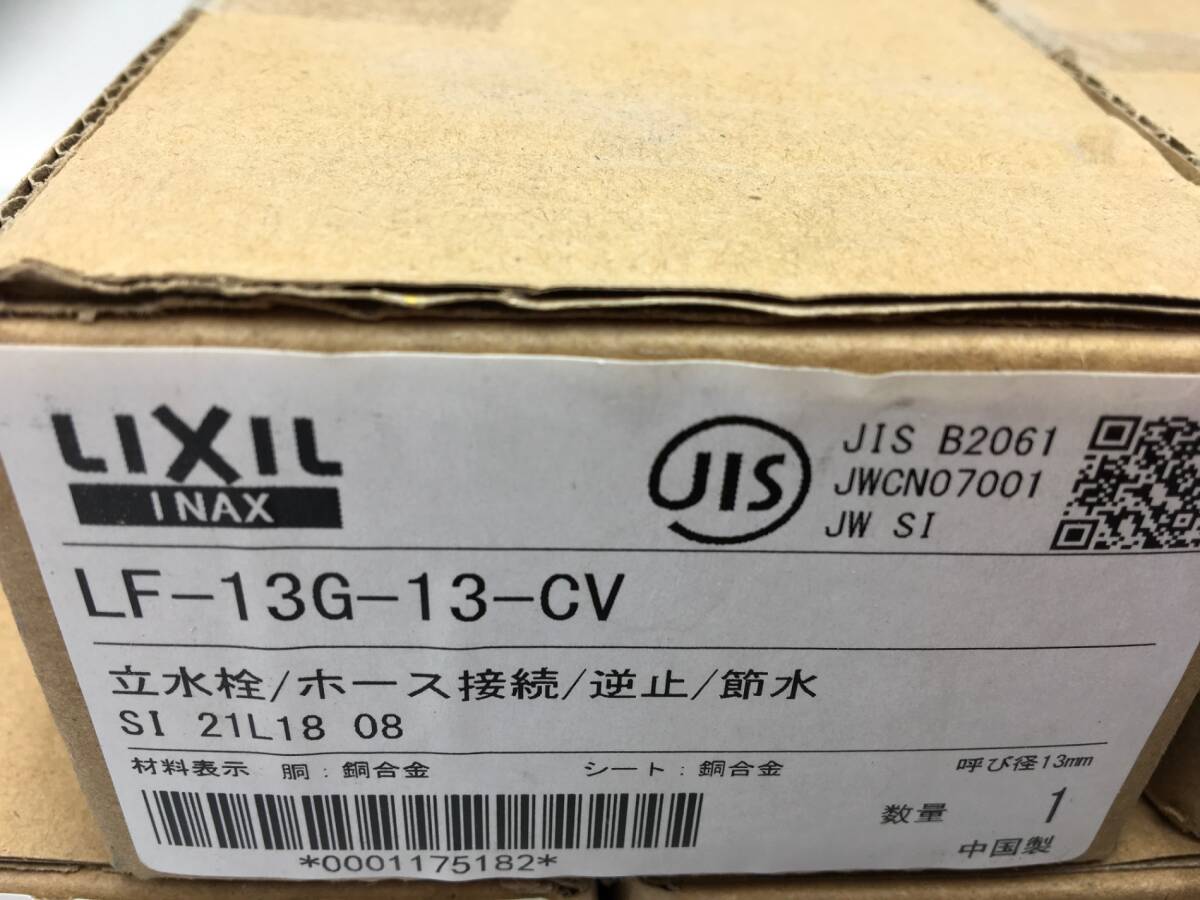 LIXIL
INAX
JIS
JIS B2061
JWCN07001
JW SI
LF-13G-13-CV
立水栓/ホース接続/逆止/節水
SI 21L18 08
材料表示 胴:銅合金 シート:銅合金 呼び径13mm
数量 1
*0001175182*
中国製